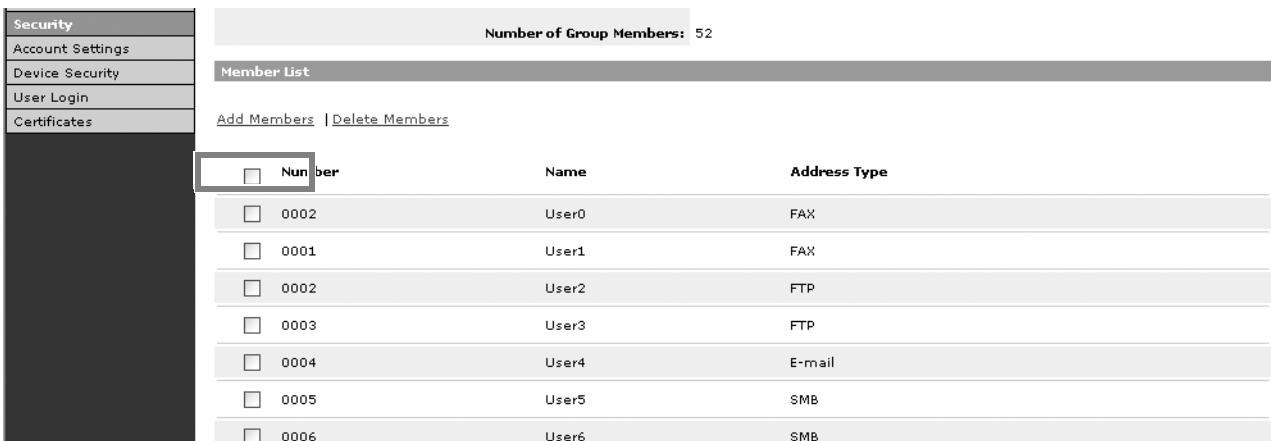 Security
Account Settings
Device Security
User Login
Certificates
Number of Group Members: 52
Member List
Add Members | Delete Members
Number Name Address Type
0002 User0 FAX
0001 User1 FAX
0002 User2 FTP
0003 User3 FTP
0004 User4 E-mail
0005 User5 SMB
0006 User6 SMB